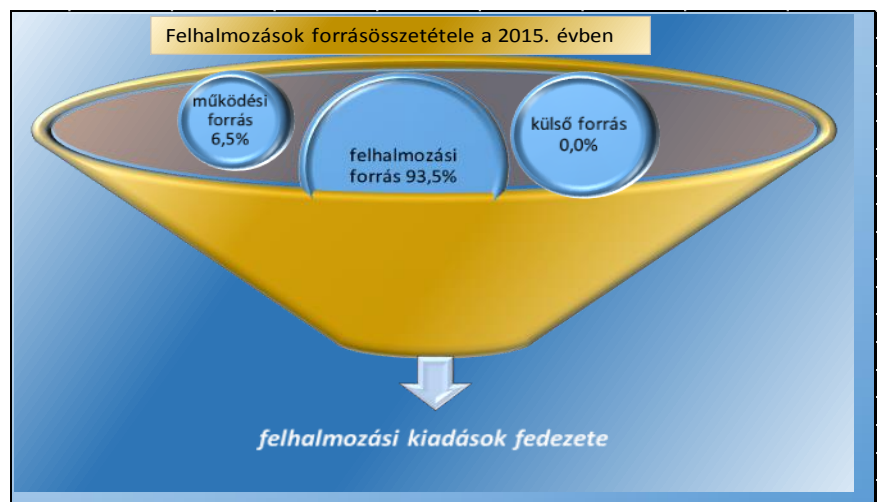 Felhalmozások forrásösszetétele a 2015. évben
működési
forrás
6,5%
felhalmozási
forrás 93,5%
külső forrás
0,0%
felhalmozási kiadások fedezete